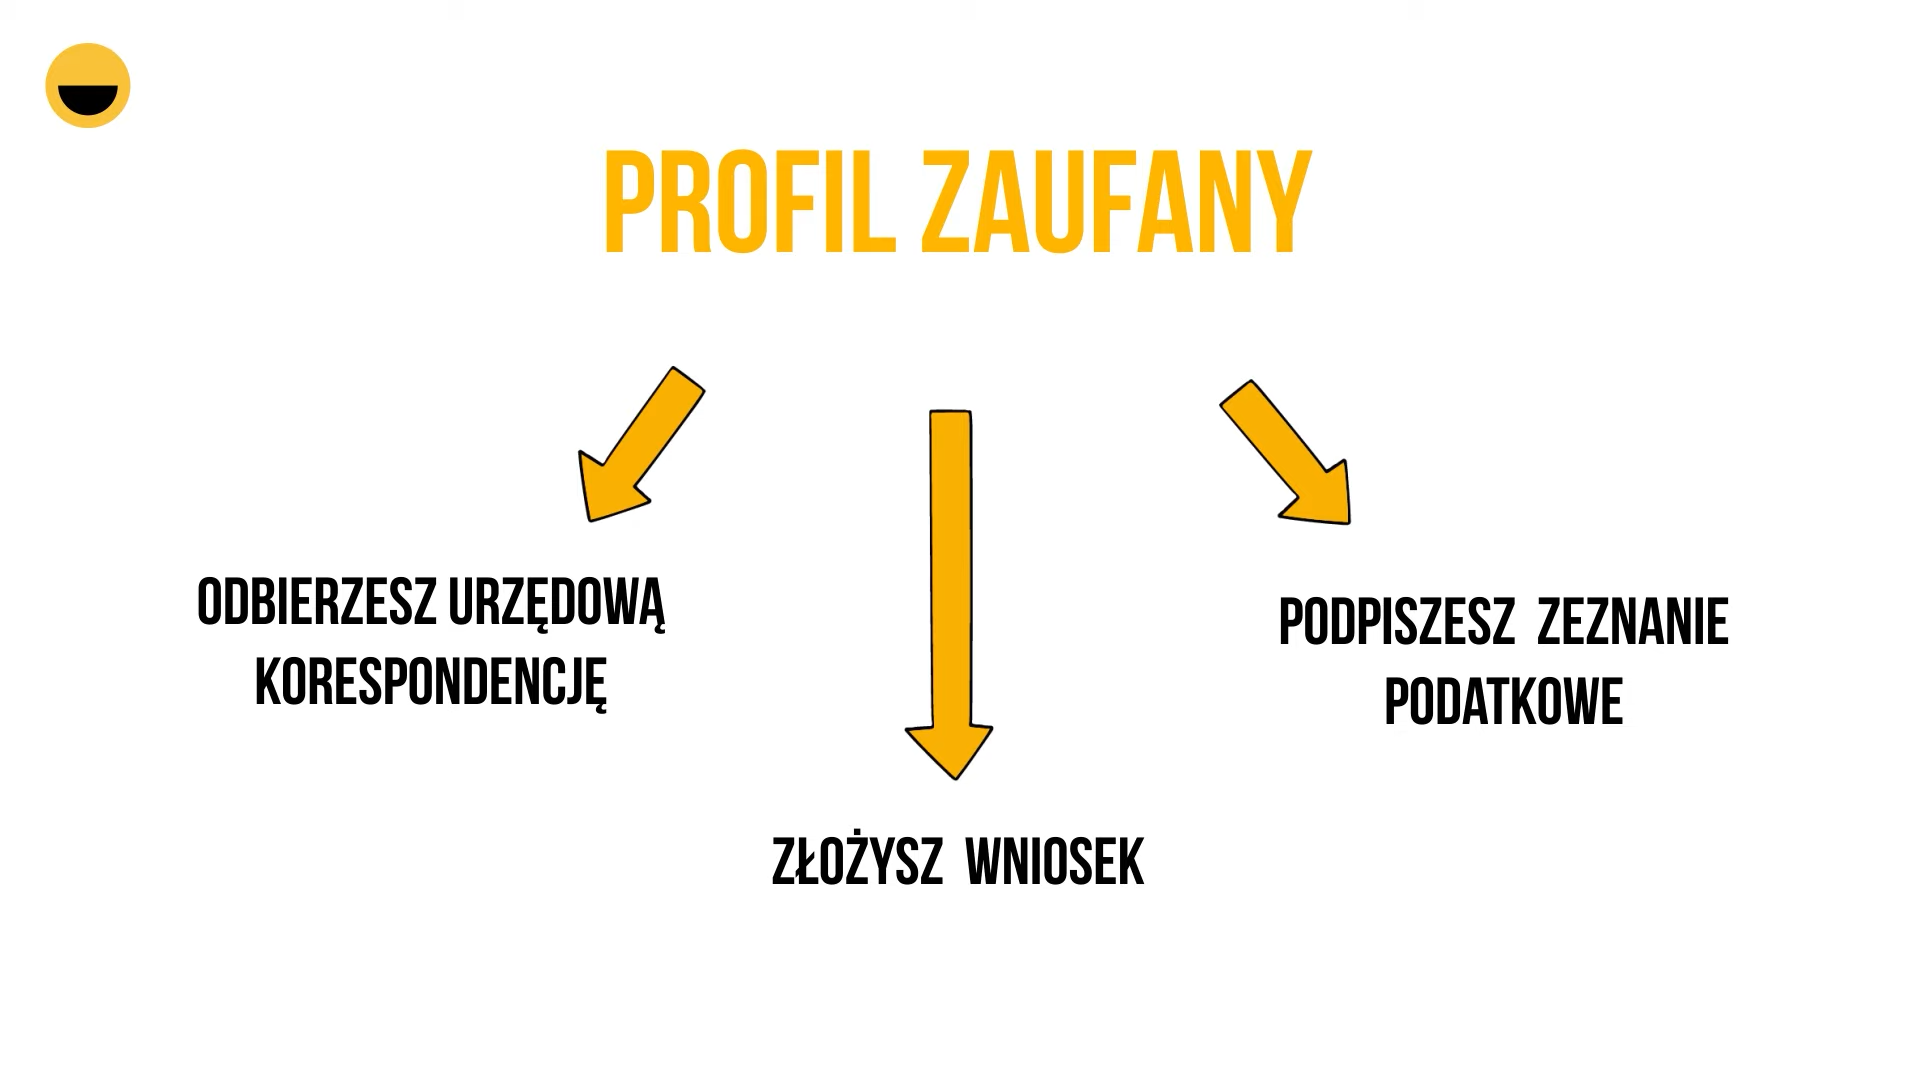 PROFIL ZAUFANY
ODBIERZESZ URZĘDOWĄ
KORESPONDENCJĘ
PODPISZESZ ZEZNANIE
PODATKOWE
ZŁOŻYSZ WNIOSEK